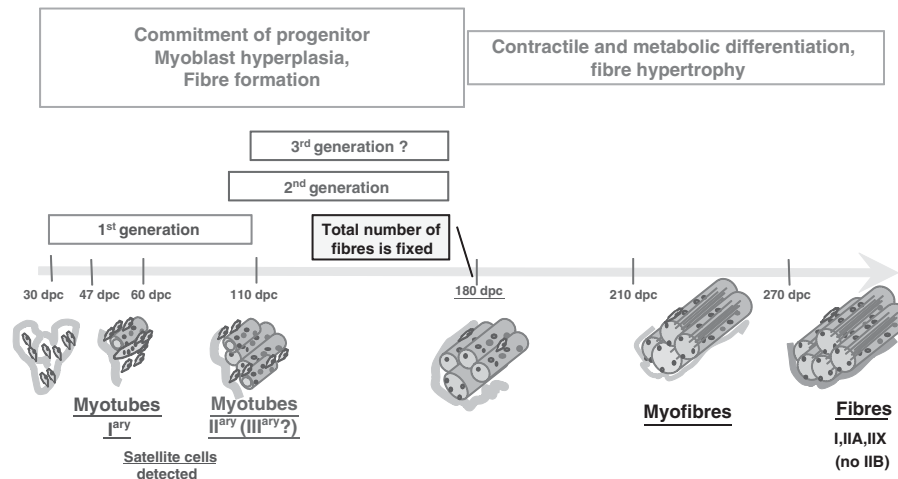 Commitment of progenitor
Myoblast hyperplasia,
Fibre formation
Contractile and metabolic differentiation,
fibre hypertrophy
3rd generation ?
2nd generation
1st generation
Total number of
fibres is fixed
30 dpc
47 dpc
60 dpc
110 dpc
180 dpc
210 dpc
270 dpc
Myotubes
Iary
Satellite cells
detected
Myotubes
IIary (IIIary?)
Myofibres
Fibres
I,IIA,IIX
(no IIB)